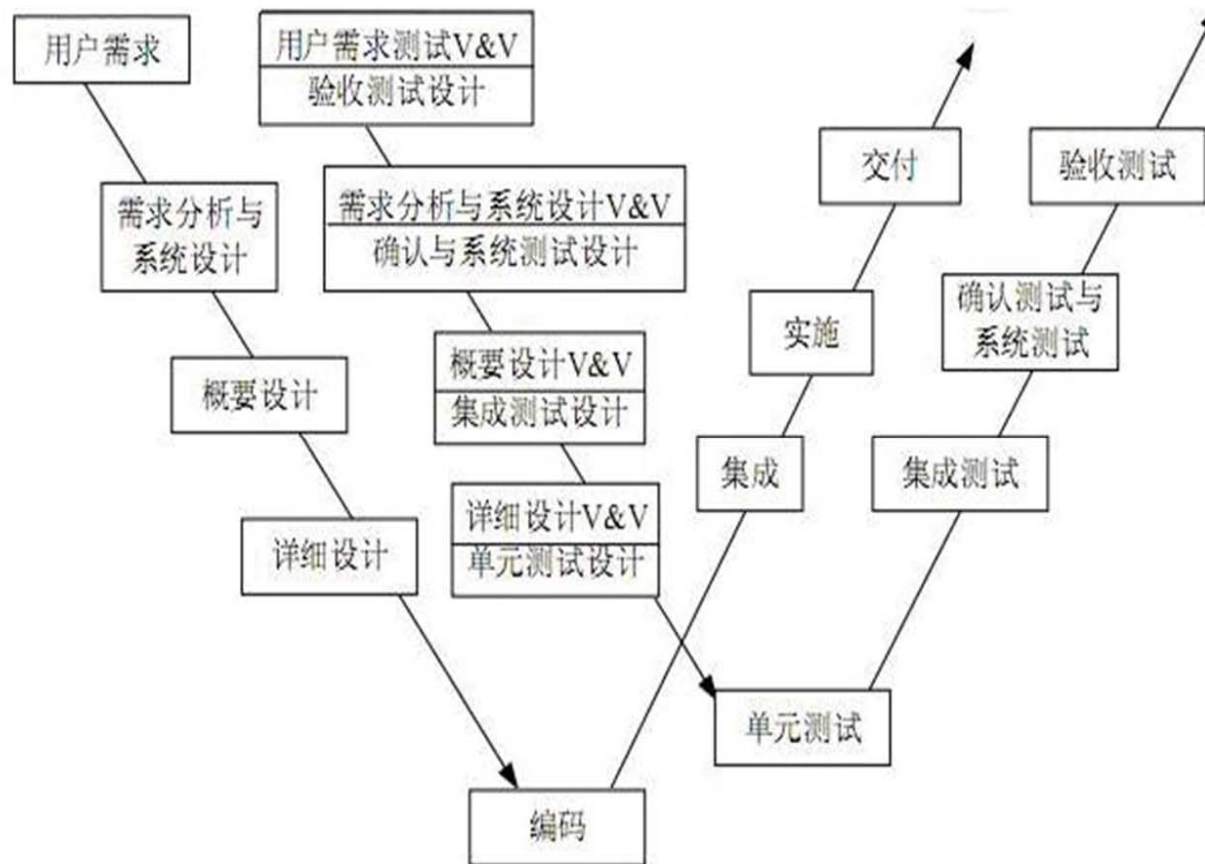 用户需求
用户需求测试V&V
验收测试设计
交付
验收测试
需求分析与
系统设计
需求分析与系统设计V&V
确认与系统测试设计
实施
确认测试与
系统测试
概要设计
概要设计V&V
集成测试设计
集成
集成测试
详细设计
详细设计V&V
单元测试设计
单元测试
编码